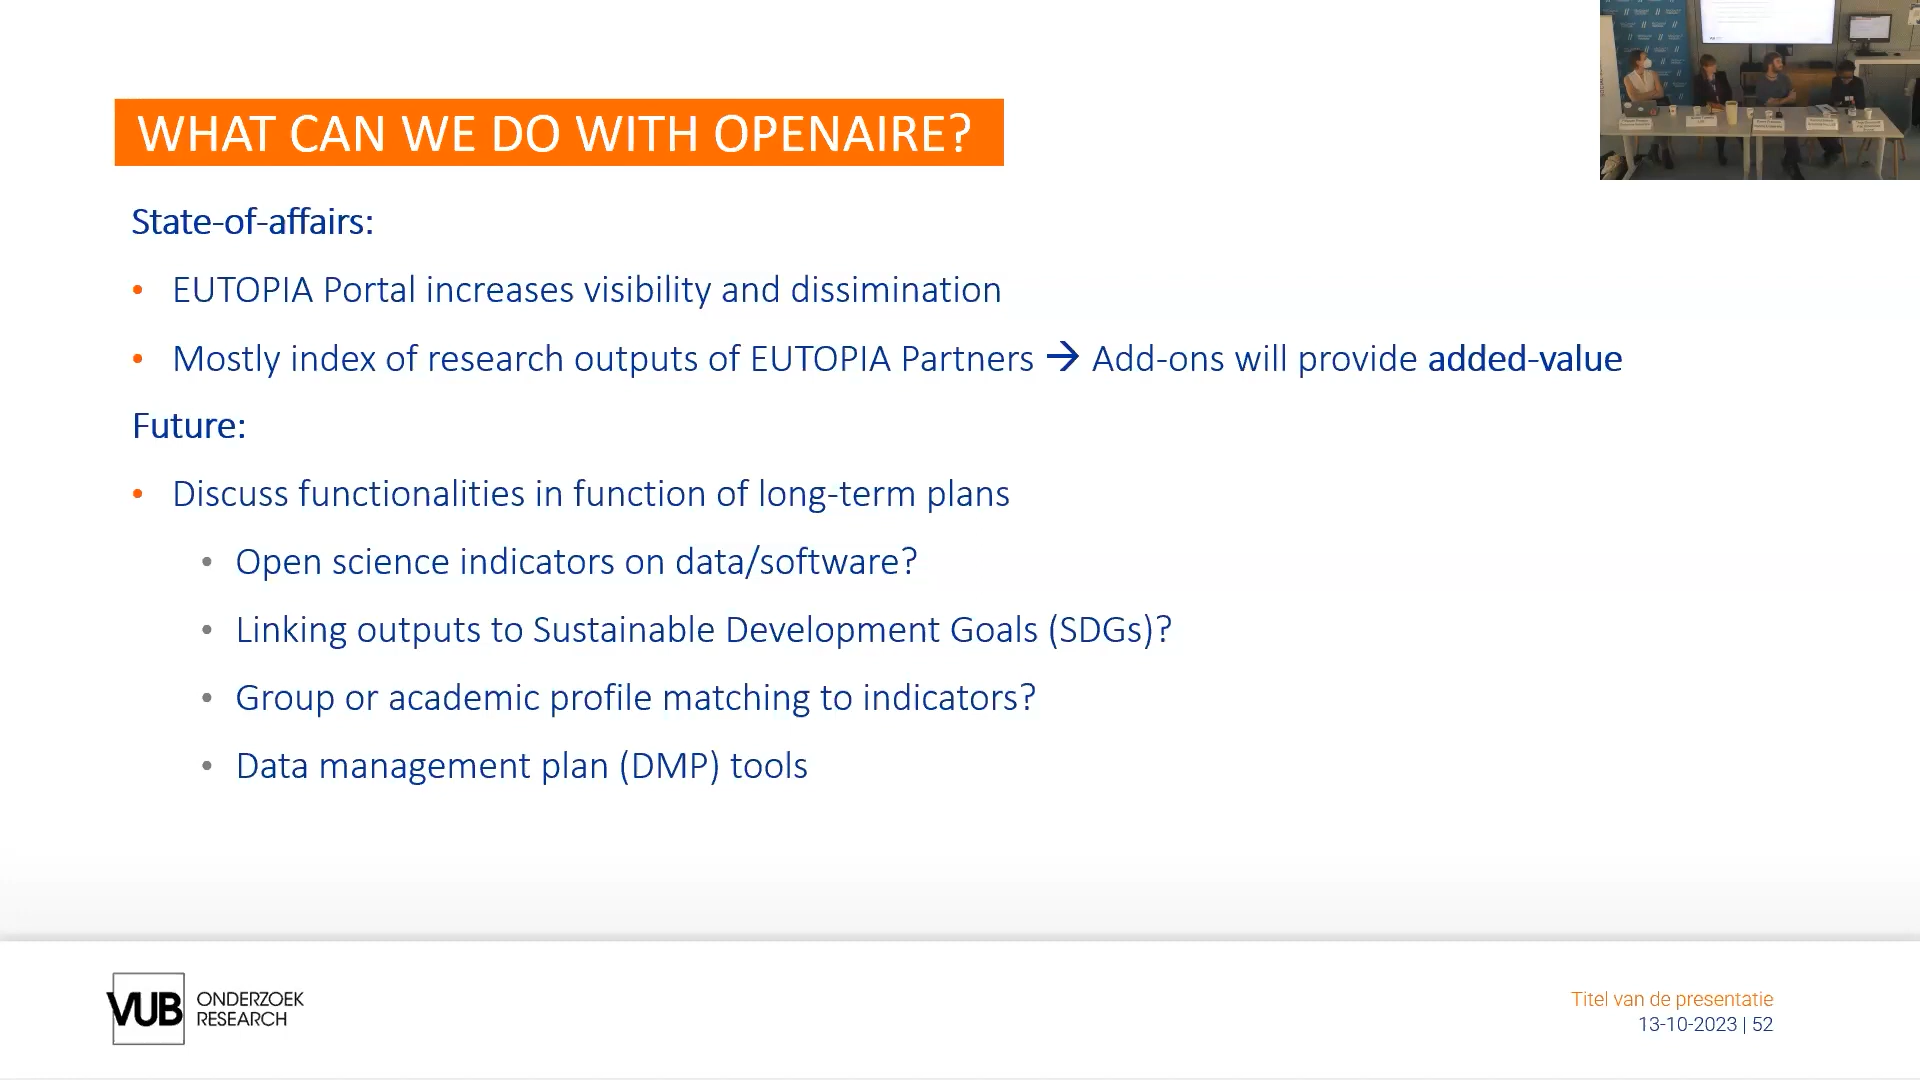 WHAT CAN WE DO WITH OPENAIRE?
State-of-affairs:
• EUTOPIA Portal increases visibility and dissimination
• Mostly index of research outputs of EUTOPIA Partners → Add-ons will provide added-value
Future:
• Discuss functionalities in function of long-term plans
• Open science indicators on data/software?
• Linking outputs to Sustainable Development Goals (SDGs)?
• Group or academic profile matching to indicators?
• Data management plan (DMP) tools
VUB ONDERZOEK
RESEARCH
Titel van de presentatie
13-10-2023 | 52